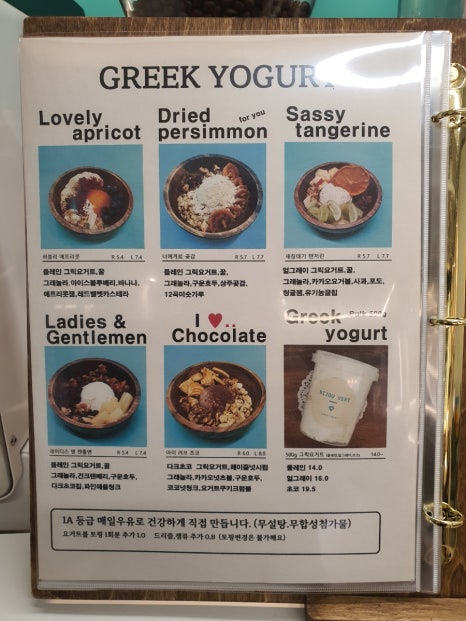 GREEK YOGURT
Lovely
apricot
Dried
for you
persimmon
Sassy
tangerine
러블리 애프리콧 R 5.4 L 7.4
플레인 그릭요거트,꿀
그래놀라,아이스블루베리,바나나,
애프리콧잼,레드벨벳카스테라
너에게로 곶감 R 5.7 L 7.7
플레인 그릭요거트,꿀,
그래놀라,구운호두,상주곶감,
12곡미숫가루
새침데기 탠저린 R 5.7 L 7.7
얼그레이 그릭요거트,꿀,
그래놀라,카카오요거볼,사과,포도,
청귤잼,유기농귤칩
Ladies &
Gentlemen
I ♥..
Chocolate
Greek Bulk 500g
yogurt
BIJOU VERT
레이디스 앤 젠틀맨 R 5.4 L 7.4
플레인 그릭요거트,꿀
그래놀라,건크랜베리,구운호두,
다크초코칩,파인애플청크
아이 러브 초코 R 6.0 L 8.0
다크초코 그릭요거트,헤이즐넛시럽
그래놀라,카카오넛츠볼,구운호두,
코코넛청크,요거트쿠키크럼블
500g 그릭요거트 14.0~
플레인 14.0
얼그레이 16.0
초코 19.5
1A 등급 매일우유로 건강하게 직접 만듭니다. (무설탕.무합성첨가물)
요거트볼 토핑 1회분 추가 1.0 드리즐,잼류 추가 0.8 (토핑변경은 불가해요)